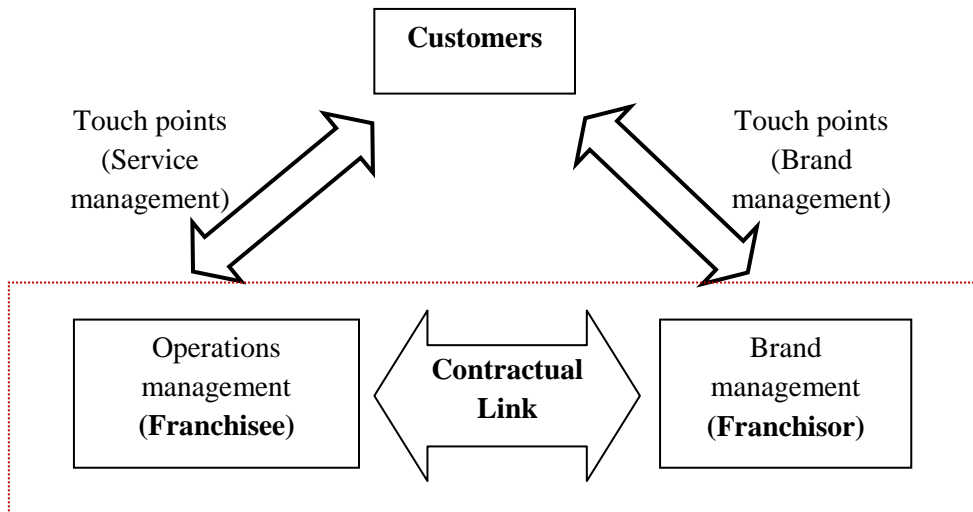 Customers
Touch points
(Service
management)
Touch points
(Brand
management)
Operations
management
(Franchisee)
Contractual
Link
Brand
management
(Franchisor)